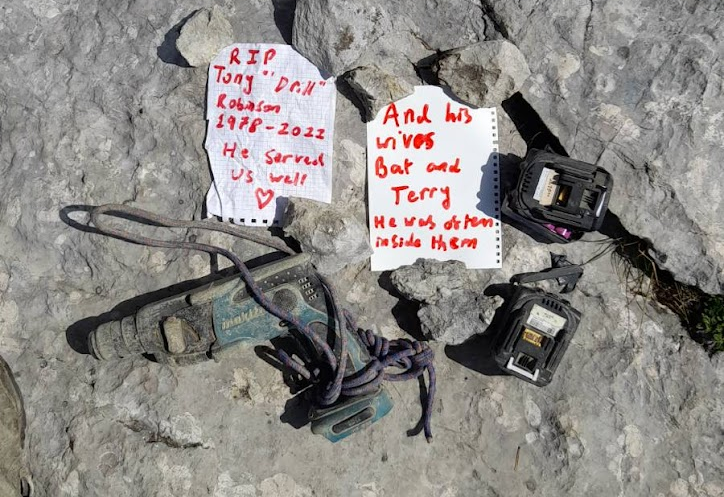 RIP
Tony "Drill"
Robinson
1978-2022
He served
us well
And his
wives
Bat and
Terry
He was often
inside them
makita